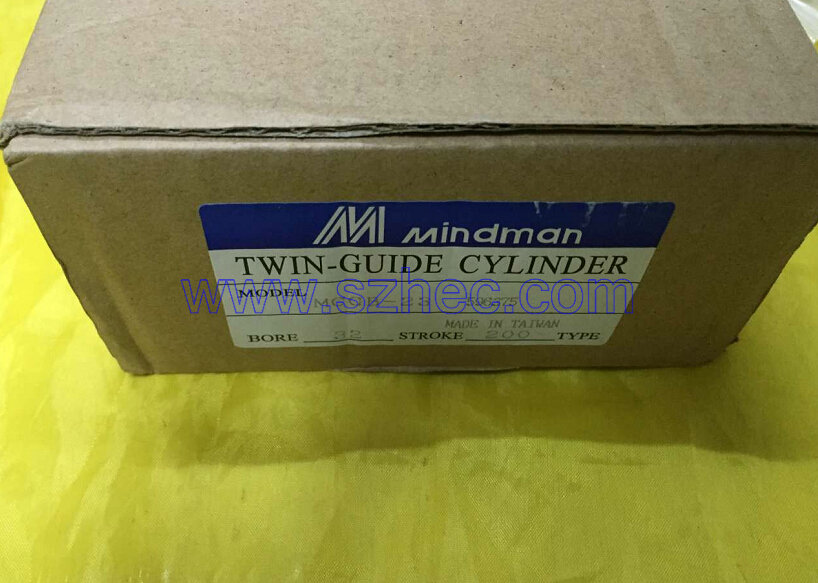 Mindman
TWIN-GUIDE CYLINDER
MODEL
MADE IN TAIWAN
BORE 32 STROKE 200 TYPE
www.szhec.com